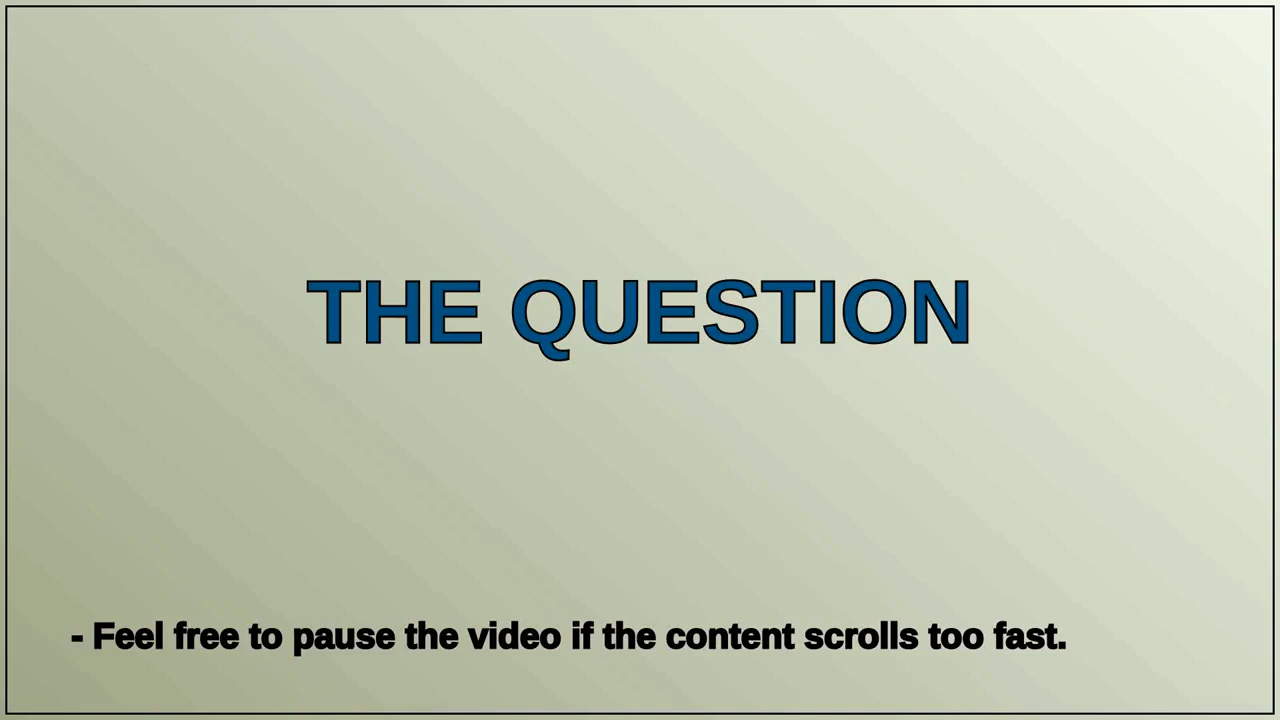 THE QUESTION
- Feel free to pause the video if the content scrolls too fast.